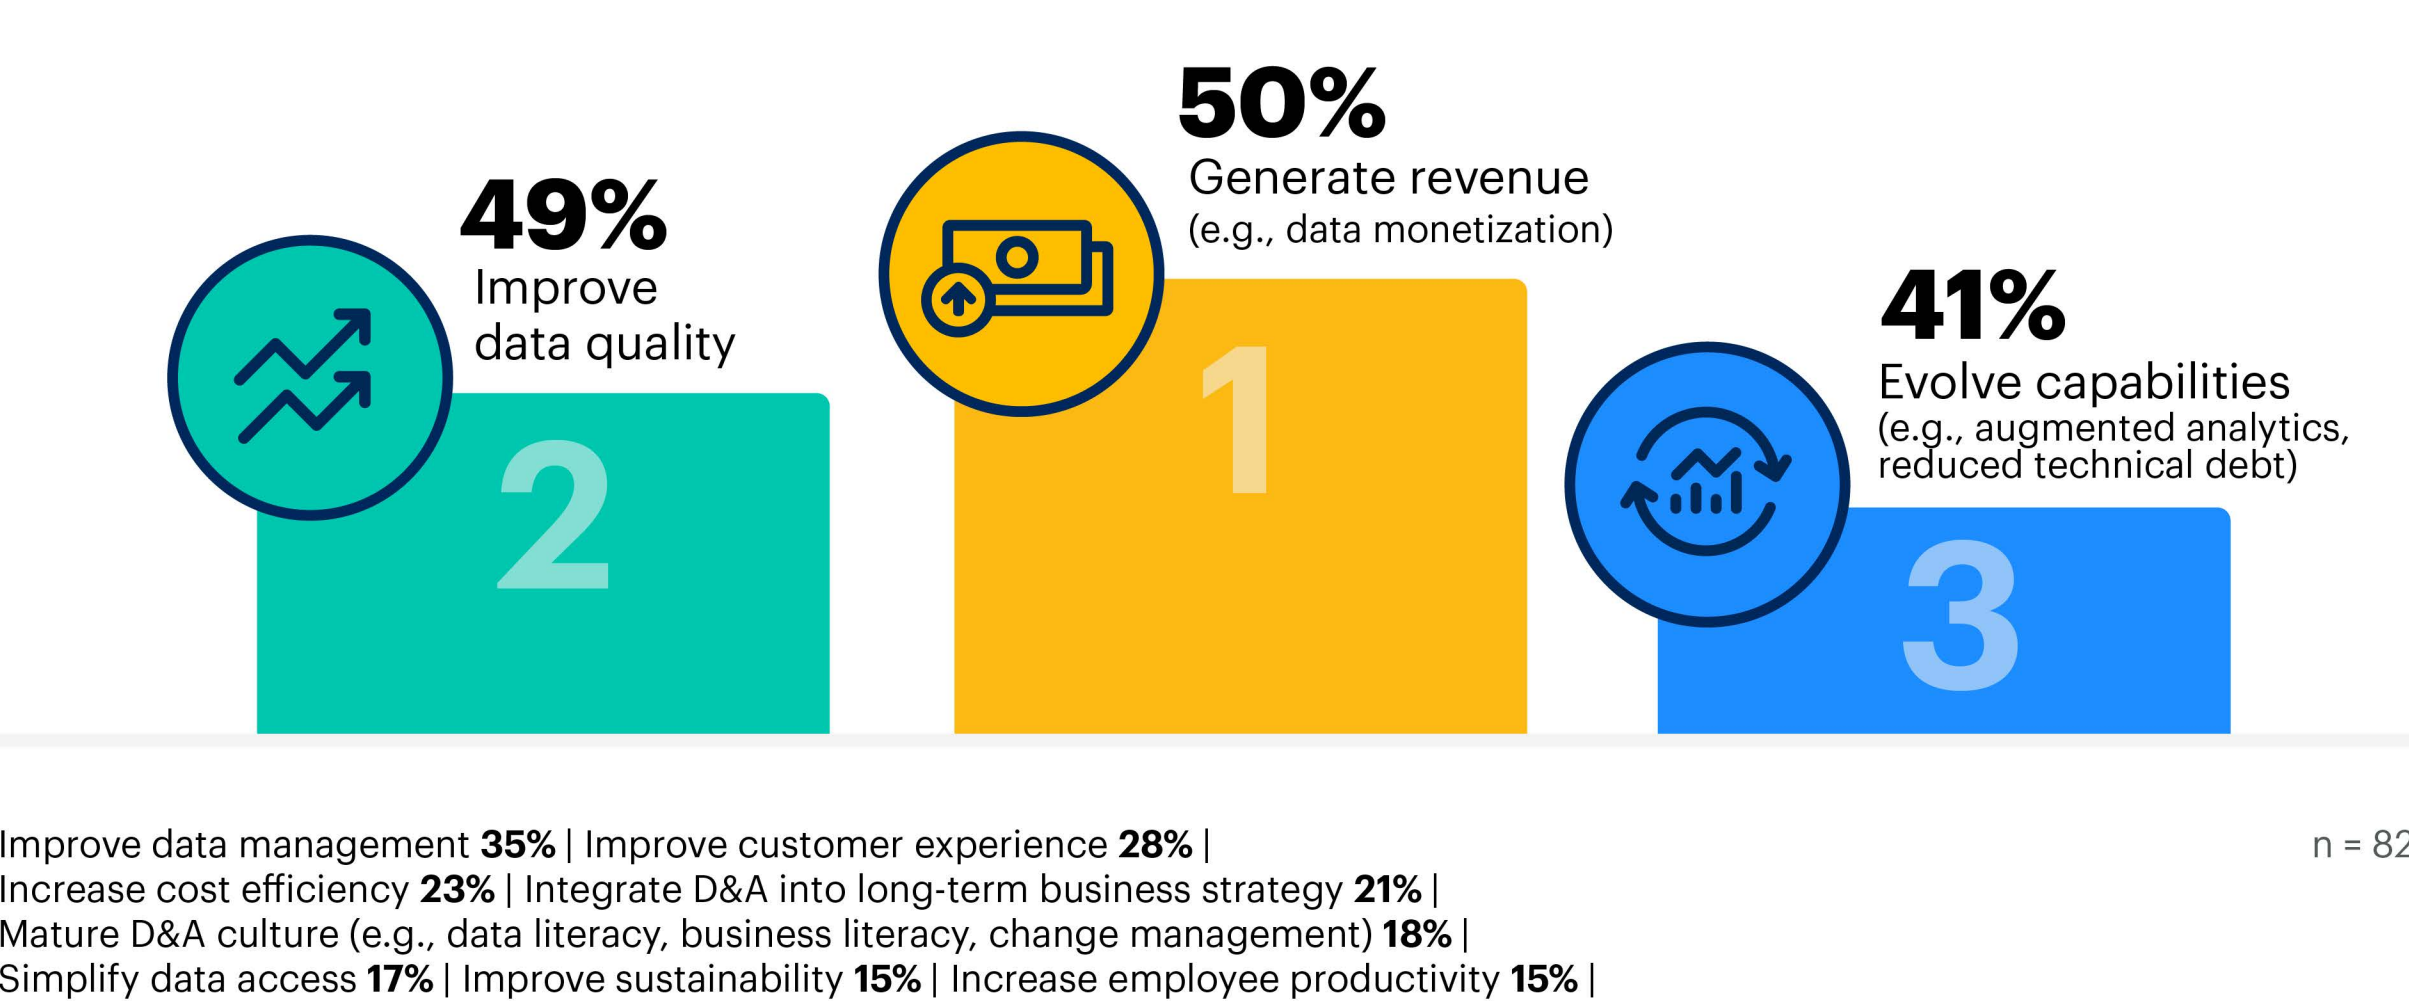 50%
Generate revenue
(e.g., data monetization)
49%
Improve
data quality
41%
Evolve capabilities
(e.g., augmented analytics,
reduced technical debt)
1
2
3
Improve data management 35% | Improve customer experience 28% |
Increase cost efficiency 23% | Integrate D&A into long-term business strategy 21% |
Mature D&A culture (e.g., data literacy, business literacy, change management) 18% |
Simplify data access 17% | Improve sustainability 15% | Increase employee productivity 15% |
n = 82